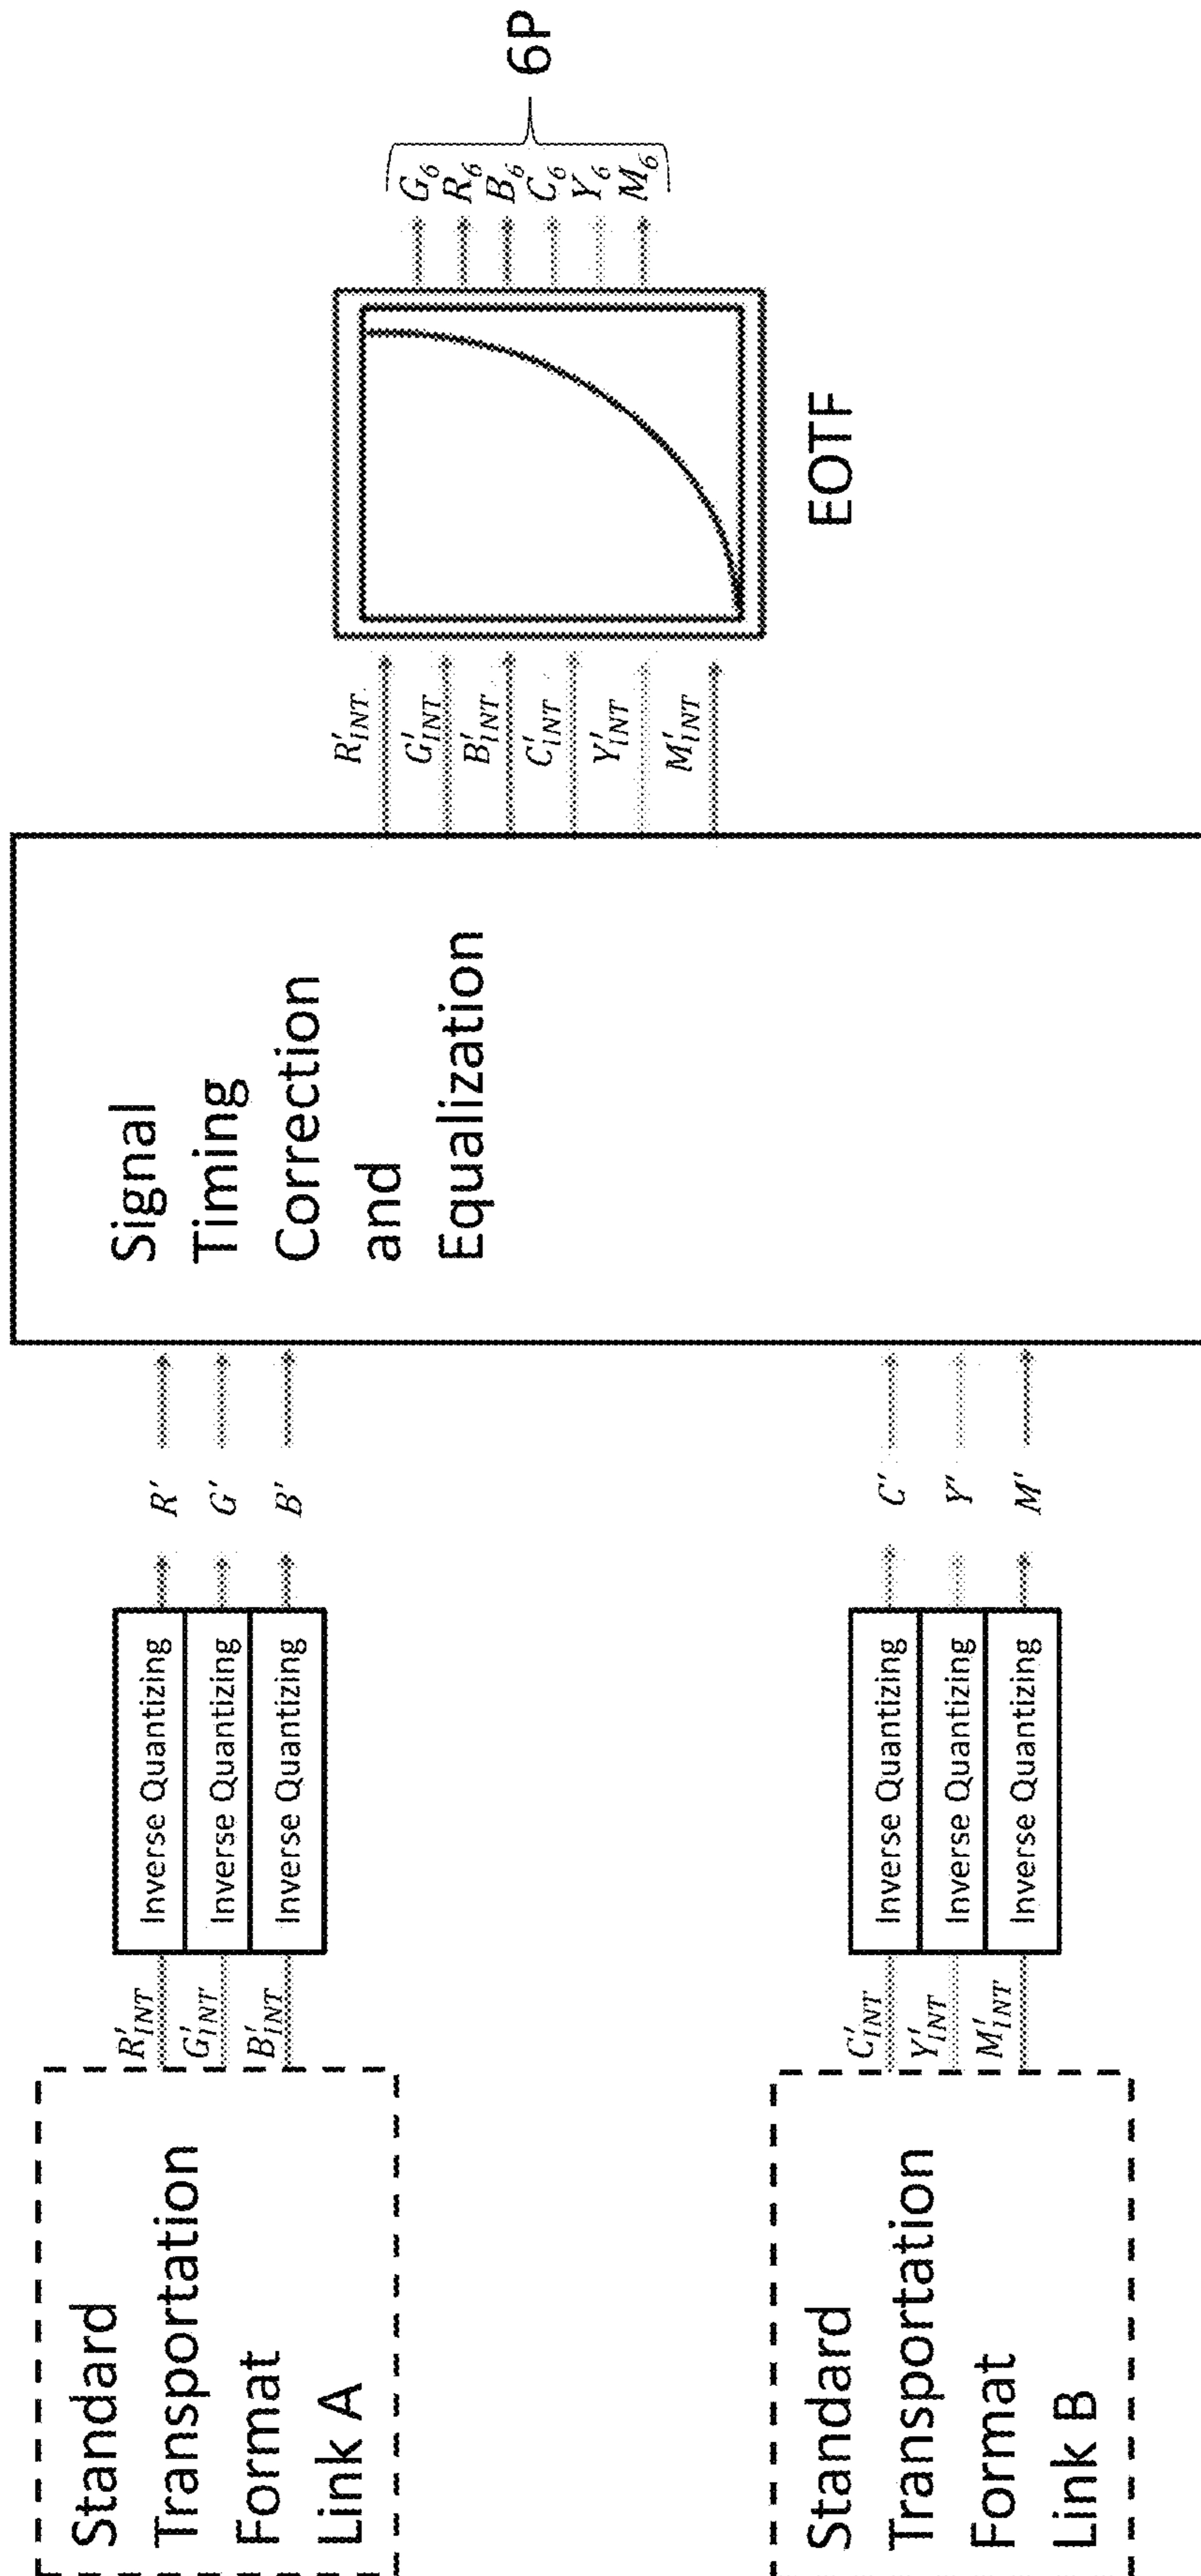 Standard
Transportation
Format
Link A
R'INT
G'INT
B'INT
Inverse Quantizing
Inverse Quantizing
Inverse Quantizing
R'
G'
B'
Standard
Transportation
Format
Link B
C'INT
Y'INT
M'INT
Inverse Quantizing
Inverse Quantizing
Inverse Quantizing
C'
Y'
M'
Signal
Timing
Correction
and
Equalization
R'INT
G'INT
B'INT
C'INT
Y'INT
M'INT
EOTF
G6
R6
B6
C6
Y6
M6
6P